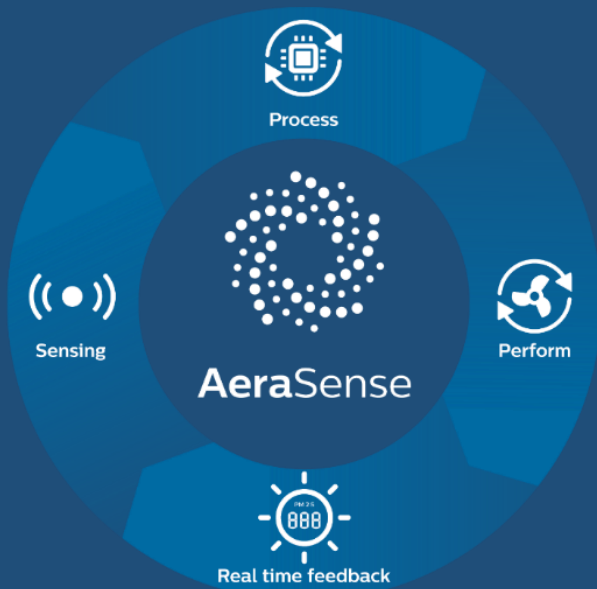 Process
Sensing
AeraSense
Perform
PM 2.5
888
Real time feedback